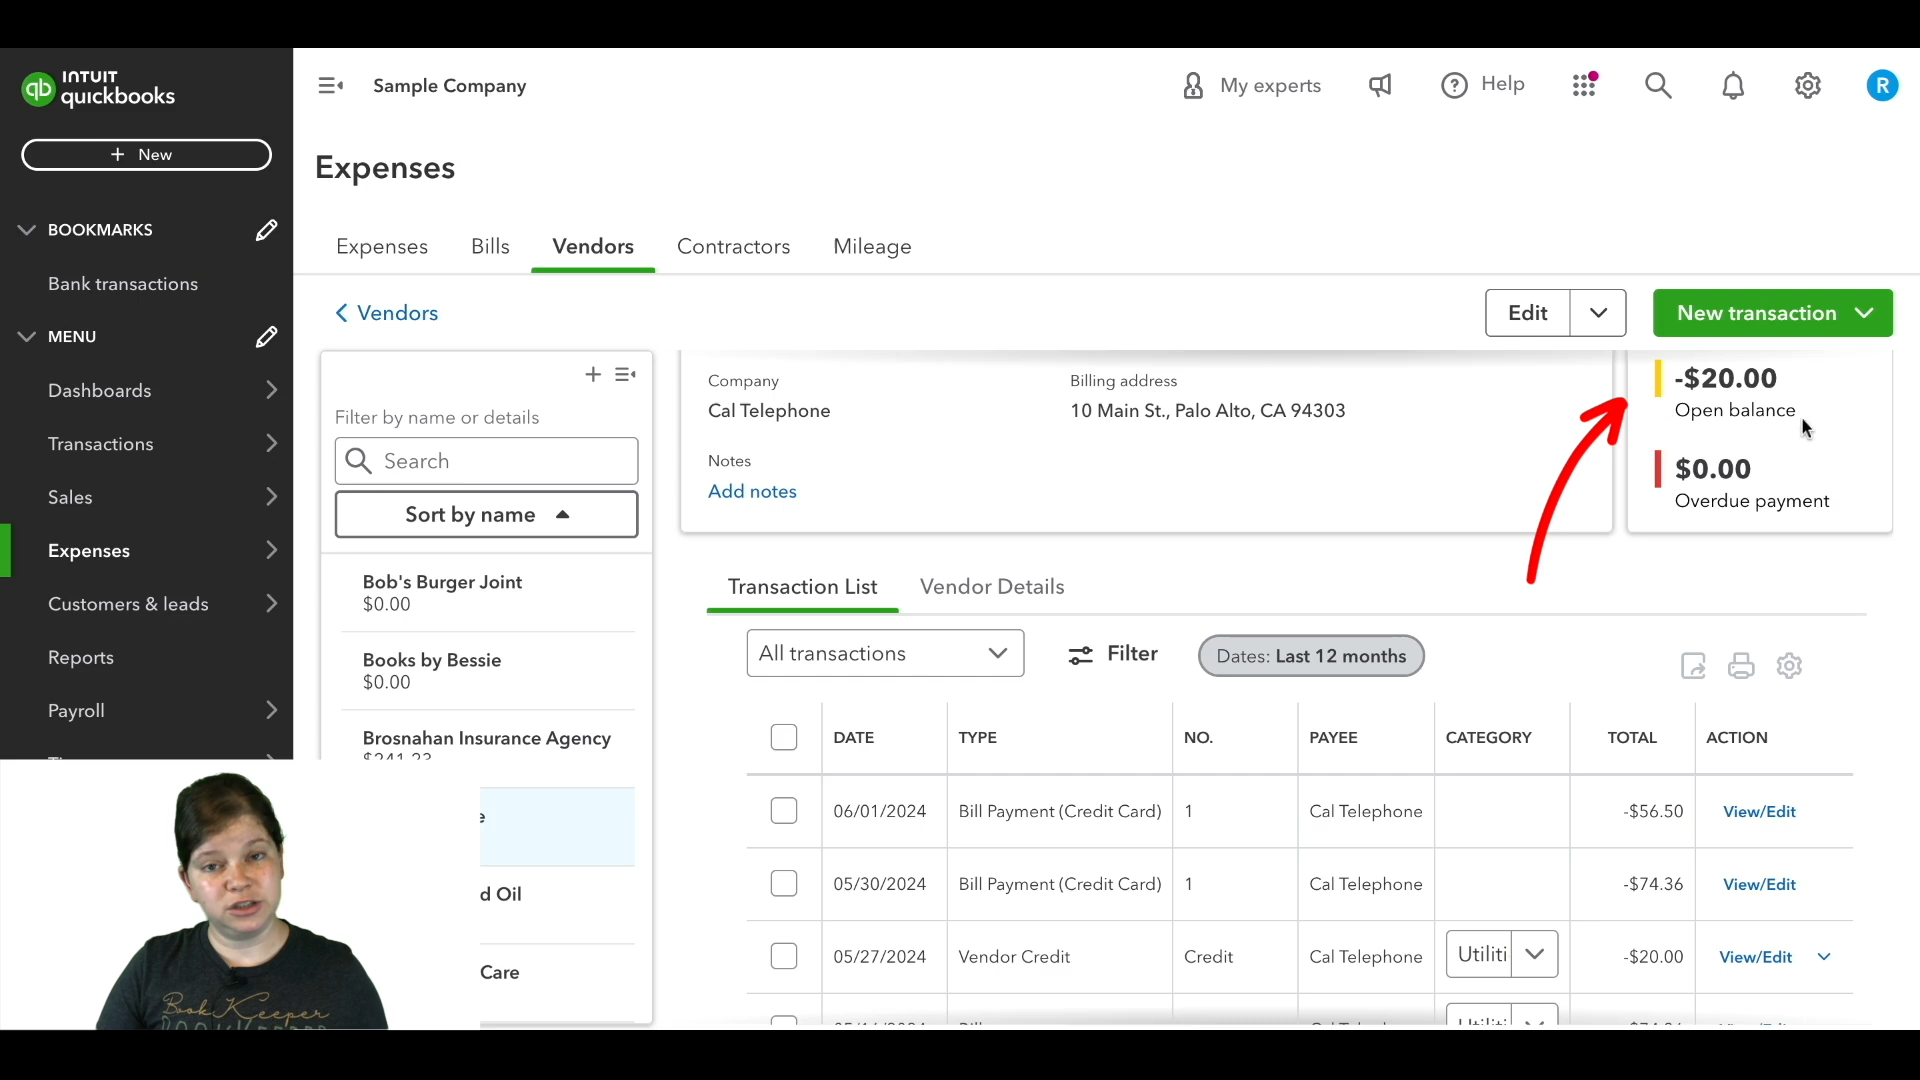 INTUIT
quickbooks
Sample Company
My experts
Help
R
+ New
Expenses
BOOKMARKS
Bank transactions
MENU
Dashboards
Transactions
Sales
Expenses
Customers & leads
Reports
Payroll
Expenses Bills Vendors Contractors Mileage
Vendors
Edit
New transaction
Filter by name or details
Search
Sort by name
Bob's Burger Joint
$0.00
Books by Bessie
$0.00
Brosnahan Insurance Agency
$241.23
e
d Oil
Care
Company
Cal Telephone
Billing address
10 Main St., Palo Alto, CA 94303
Notes
Add notes
-$20.00
Open balance
$0.00
Overdue payment
Transaction List Vendor Details
All transactions
Filter
Dates: Last 12 months
DATE TYPE NO. PAYEE CATEGORY TOTAL ACTION
06/01/2024 Bill Payment (Credit Card) 1 Cal Telephone -$56.50 View/Edit
05/30/2024 Bill Payment (Credit Card) 1 Cal Telephone -$74.36 View/Edit
05/27/2024 Vendor Credit Credit Cal Telephone Utiliti -$20.00 View/Edit
Book Keeper